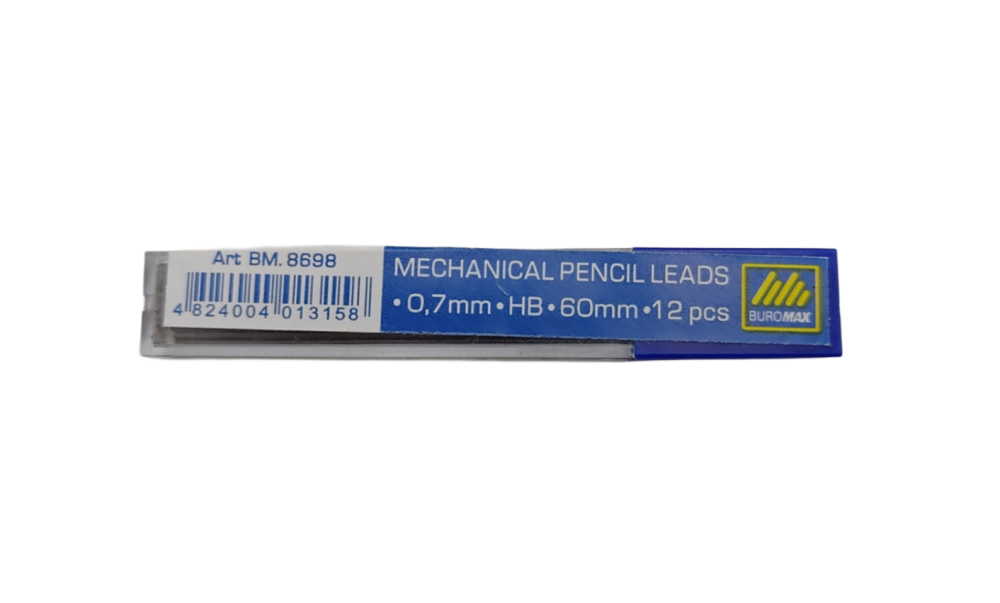 Art BM. 8698
4 824004 013158
MECHANICAL PENCIL LEADS
• 0,7mm • HB • 60mm • 12 pcs
BUROMAX